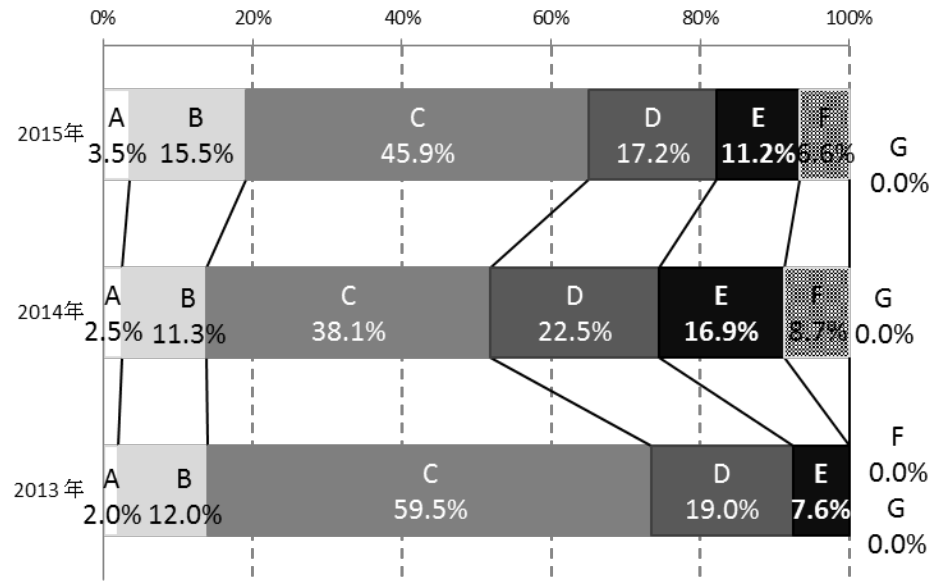 0% 20% 40% 60% 80% 100%
2015年
A B C D E F G
3.5% 15.5% 45.9% 17.2% 11.2% 6.6% 0.0%
2014年
A B C D E F G
2.5% 11.3% 38.1% 22.5% 16.9% 8.7% 0.0%
F
0.0%
2013年
A B C D E
2.0% 12.0% 59.5% 19.0% 7.6%
G
0.0%